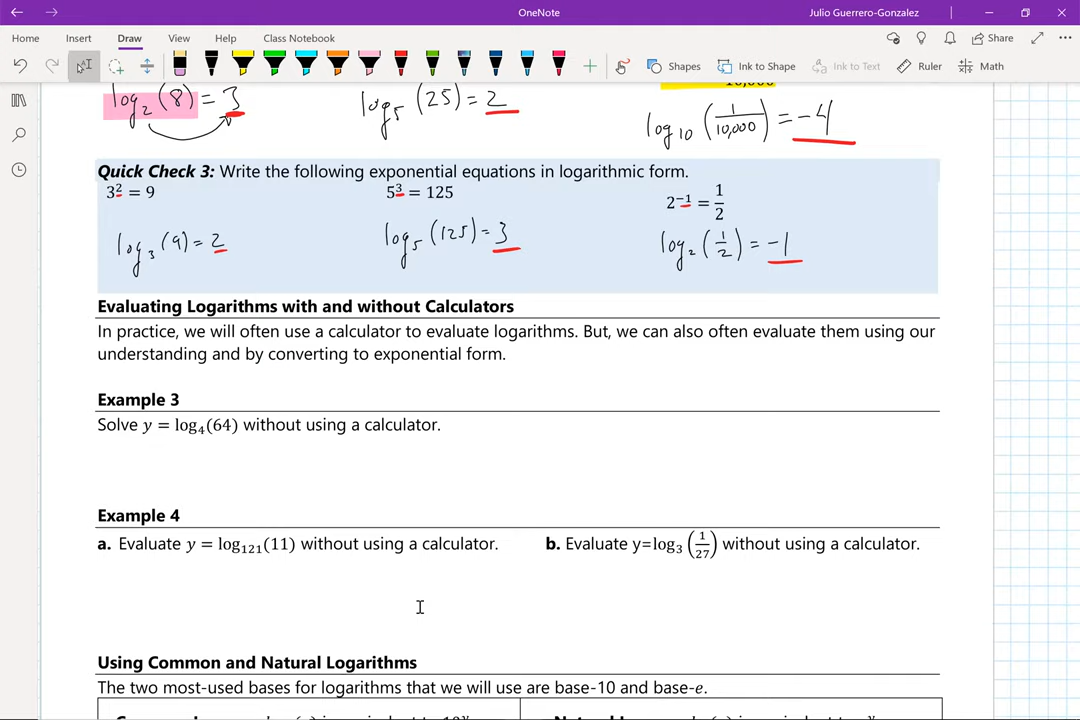 OneNote
Julio Guerrero-Gonzalez
Home Insert Draw View Help Class Notebook
Share
Shapes Ink to Shape Ink to Text Ruler Math
log₂(8) = 3 log₅(25) = 2 log₁₀(1/10,000) = -4
Quick Check 3: Write the following exponential equations in logarithmic form.
3² = 9 5³ = 125 2⁻¹ = 1/2
log₃(9) = 2 log₅(125) = 3 log₂(1/2) = -1
Evaluating Logarithms with and without Calculators
In practice, we will often use a calculator to evaluate logarithms. But, we can also often evaluate them using our
understanding and by converting to exponential form.
Example 3
Solve y = log₄(64) without using a calculator.
Example 4
a. Evaluate y = log₁₂₁(11) without using a calculator. b. Evaluate y=log₃(1/27) without using a calculator.
Using Common and Natural Logarithms
The two most-used bases for logarithms that we will use are base-10 and base-e.